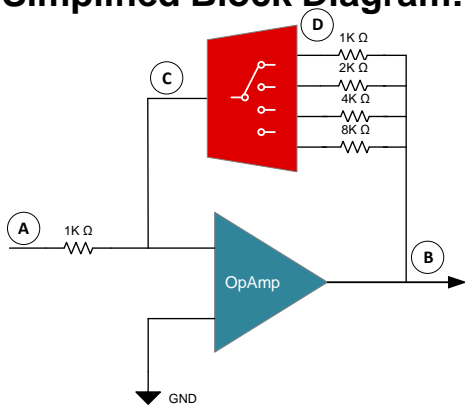 Simplified Block Diagram:
D
1K Ω
C
2K Ω
4K Ω
8K Ω
A
1K Ω
B
OpAmp
GND